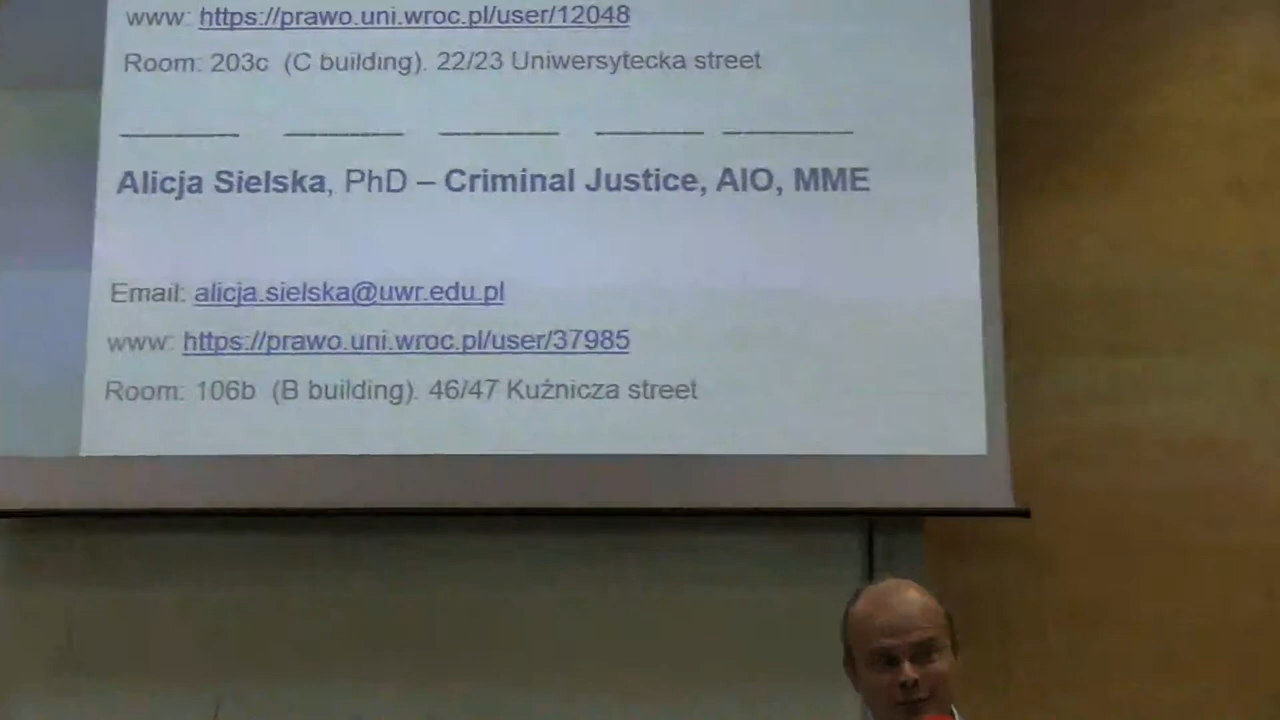 www: https://prawo.uni.wroc.pl/user/12048
Room: 203c (C building). 22/23 Uniwersytecka street
Alicja Sielska, PhD – Criminal Justice, AIO, MME
Email: alicja.sielska@uwr.edu.pl
www: https://prawo.uni.wroc.pl/user/37985
Room: 106b (B building). 46/47 Kuźnicza street